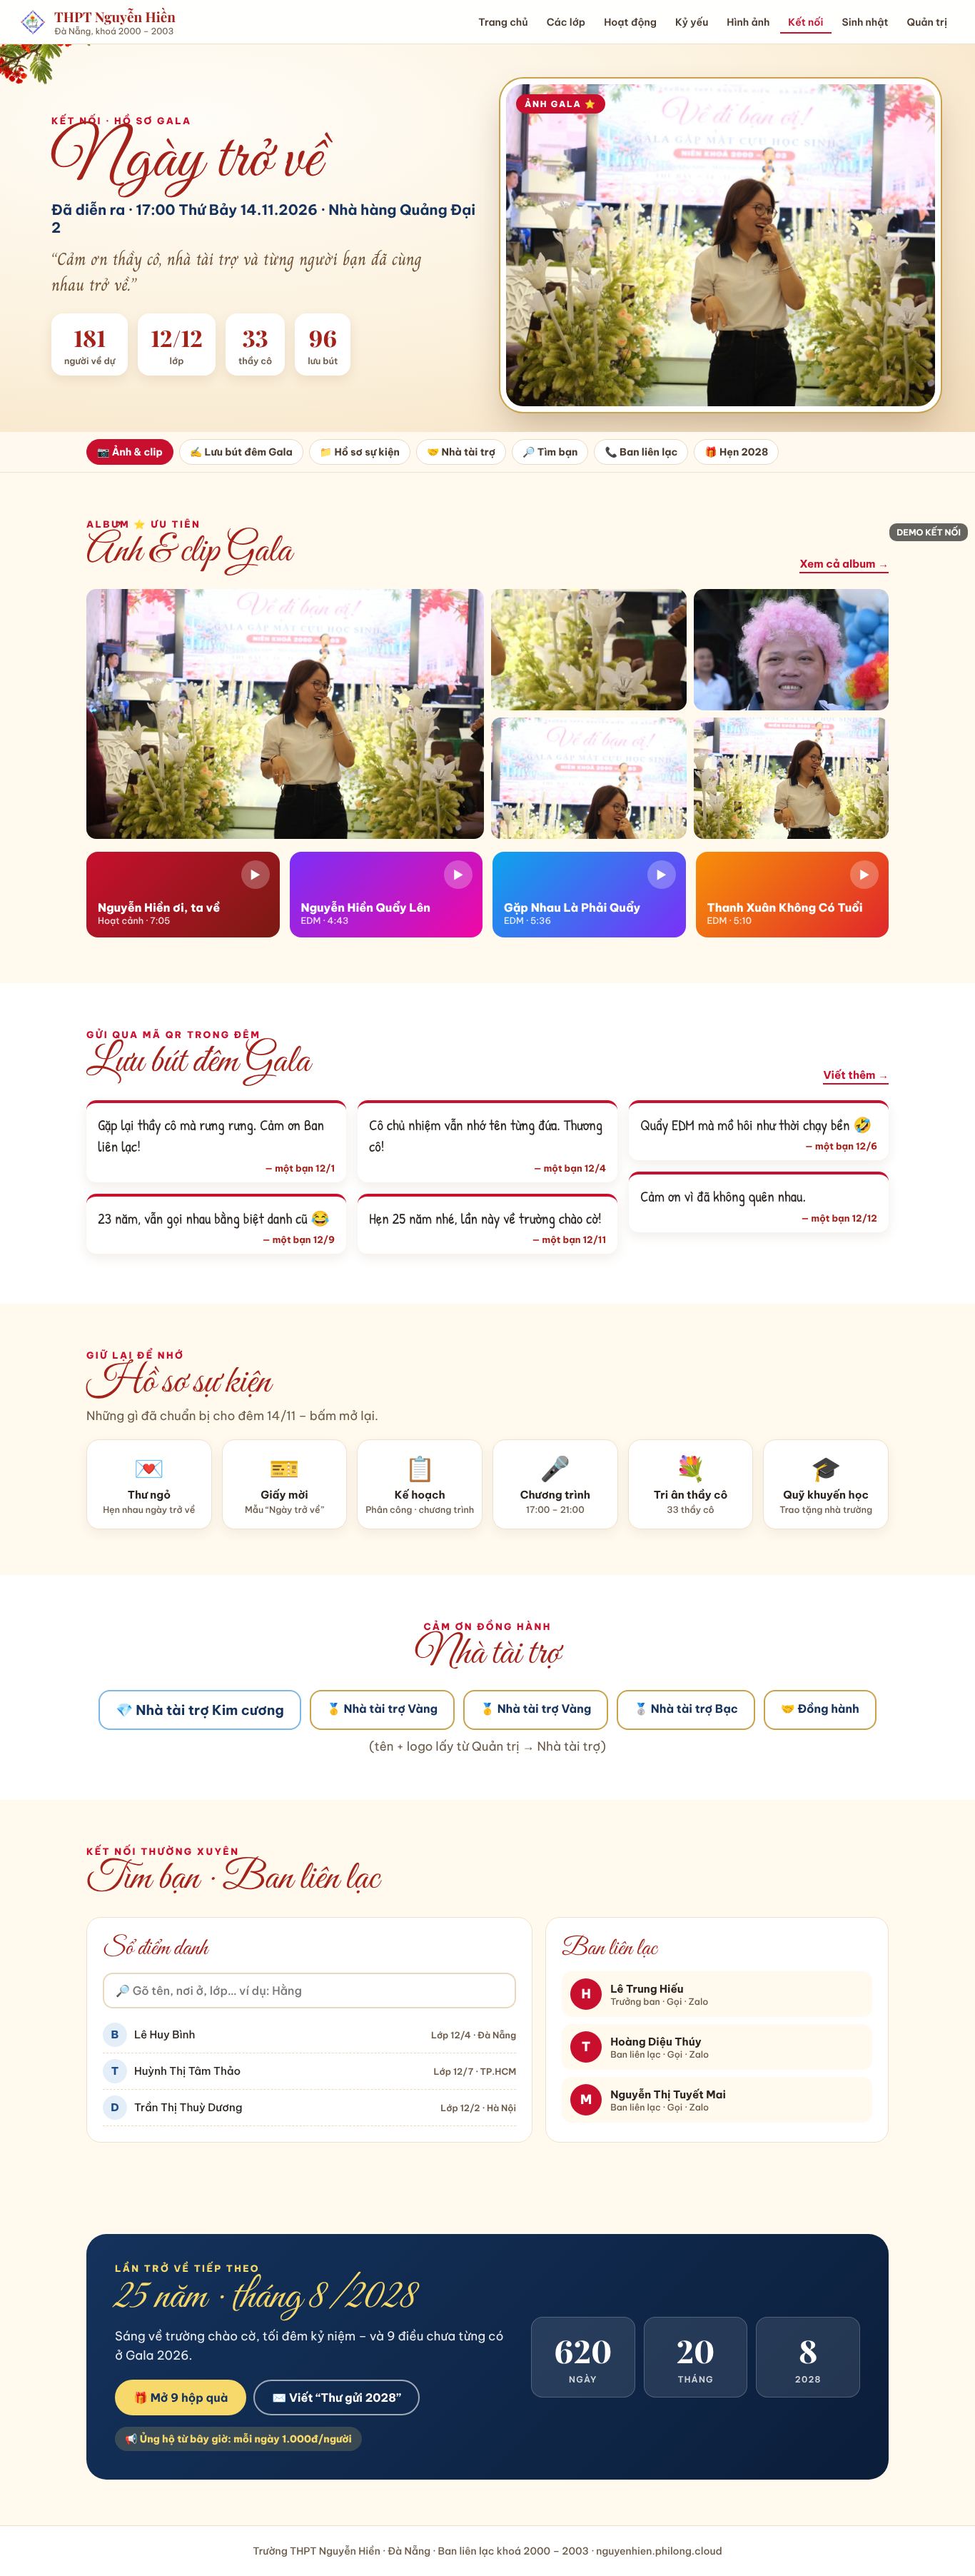 THPT Nguyễn Hiền
Đà Nẵng, khoá 2000 – 2003
Trang chủ Các lớp Hoạt động Kỷ yếu Hình ảnh Kết nối Sinh nhật Quản trị
KẾT NỐI · HỒ SƠ GALA
Ngày trở về
Đã diễn ra · 17:00 Thứ Bảy 14.11.2026 · Nhà hàng Quảng Đại
2
“Cảm ơn thầy cô, nhà tài trợ và từng người bạn đã cùng
nhau trở về.”
181 12/12 33 96
người về dự lớp thầy cô lưu bút
ẢNH GALA ⭐
Về đi bạn ơi!
GALA GẶP MẶT CỰU HỌC SINH
📷 Ảnh & clip ✍️ Lưu bút đêm Gala 📁 Hồ sơ sự kiện 🤝 Nhà tài trợ 🔎 Tìm bạn 📞 Ban liên lạc 🎁 Hẹn 2028
ALBUM ⭐ ƯU TIÊN
Ảnh & clip Gala
DEMO KẾT NỐI
Xem cả album →
Về đi bạn ơi!
GALA GẶP MẶT CỰU HỌC SINH
Về đi bạn ơi!
GALA GẶP MẶT CỰU HỌC SINH
Nguyễn Hiền ơi, ta về
Hoạt cảnh · 7:05
Nguyễn Hiền Quẩy Lên
EDM · 4:43
Gặp Nhau Là Phải Quẩy
EDM · 5:36
Thanh Xuân Không Có Tuổi
EDM · 5:10
GỬI QUA MÃ QR TRONG ĐÊM
Lưu bút đêm Gala
Viết thêm →
Gặp lại thầy cô mà rưng rưng. Cảm ơn Ban
liên lạc!
— một bạn 12/1
23 năm, vẫn gọi nhau bằng biệt danh cũ 😂
— một bạn 12/9
Cô chủ nhiệm vẫn nhớ tên từng đứa. Thương
cô!
— một bạn 12/4
Hẹn 25 năm nhé, lần này về trường chào cờ!
— một bạn 12/11
Quẩy EDM mà mồ hôi như thời chạy bền 🤣
— một bạn 12/6
Cảm ơn vì đã không quên nhau.
— một bạn 12/12
GIỮ LẠI ĐỂ NHỚ
Hồ sơ sự kiện
Những gì đã chuẩn bị cho đêm 14/11 – bấm mở lại.
Thư ngỏ
Hẹn nhau ngày trở về
Giấy mời
Mẫu “Ngày trở về”
Kế hoạch
Phân công · chương trình
Chương trình
17:00 – 21:00
Tri ân thầy cô
33 thầy cô
Quỹ khuyến học
Trao tặng nhà trường
CẢM ƠN ĐỒNG HÀNH
Nhà tài trợ
💎 Nhà tài trợ Kim cương 🥇 Nhà tài trợ Vàng 🥇 Nhà tài trợ Vàng 🥈 Nhà tài trợ Bạc 🤝 Đồng hành
(tên + logo lấy từ Quản trị → Nhà tài trợ)
KẾT NỐI THƯỜNG XUYÊN
Tìm bạn · Ban liên lạc
Sổ điểm danh
🔎 Gõ tên, nơi ở, lớp... ví dụ: Hằng
B Lê Huy Bình Lớp 12/4 · Đà Nẵng
T Huỳnh Thị Tâm Thảo Lớp 12/7 · TP.HCM
D Trần Thị Thuỳ Dương Lớp 12/2 · Hà Nội
Ban liên lạc
H Lê Trung Hiếu
Trưởng ban · Gọi · Zalo
T Hoàng Diệu Thúy
Ban liên lạc · Gọi · Zalo
M Nguyễn Thị Tuyết Mai
Ban liên lạc · Gọi · Zalo
LẦN TRỞ VỀ TIẾP THEO
25 năm · tháng 8/2028
Sáng về trường chào cờ, tối đêm kỷ niệm – và 9 điều chưa từng có
ở Gala 2026.
🎁 Mở 9 hộp quà ✉️ Viết “Thư gửi 2028”
📢 Ủng hộ từ bây giờ: mỗi ngày 1.000đ/người
620 20 8
NGÀY THÁNG 2028
Trường THPT Nguyễn Hiền · Đà Nẵng · Ban liên lạc khoá 2000 – 2003 · nguyenhien.philong.cloud